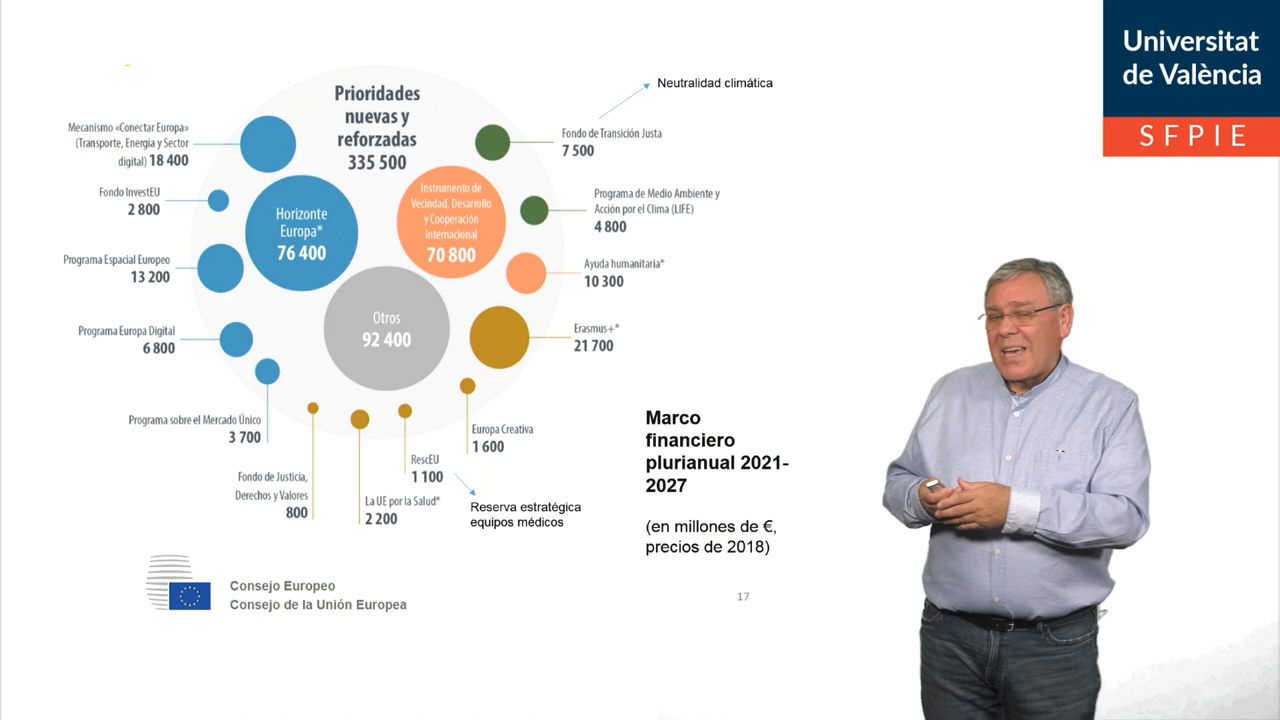 Universitat
de València
SFPIE
Prioridades
nuevas y
reforzadas
335 500
Neutralidad climática
Mecanismo «Conectar Europa»
(Transporte, Energía y Sector
digital) 18 400
Fondo InvestEU
2 800
Programa Espacial Europeo
13 200
Programa Europa Digital
6 800
Programa sobre el Mercado Único
3 700
Fondo de Justicia,
Derechos y Valores
800
La UE por la Salud*
2 200
RescEU
1 100
Reserva estratégica
equipos médicos
Europa Creativa
1 600
Erasmus+*
21 700
Ayuda humanitaria*
10 300
Programa de Medio Ambiente y
Acción por el Clima (LIFE)
4 800
Fondo de Transición Justa
7 500
Horizonte
Europa*
76 400
Instrumento de
Vecindad, Desarrollo
y Cooperación
Internacional
70 800
Otros
92 400
Marco
financiero
plurianual 2021-
2027
(en millones de €,
precios de 2018)
Consejo Europeo
Consejo de la Unión Europea
17